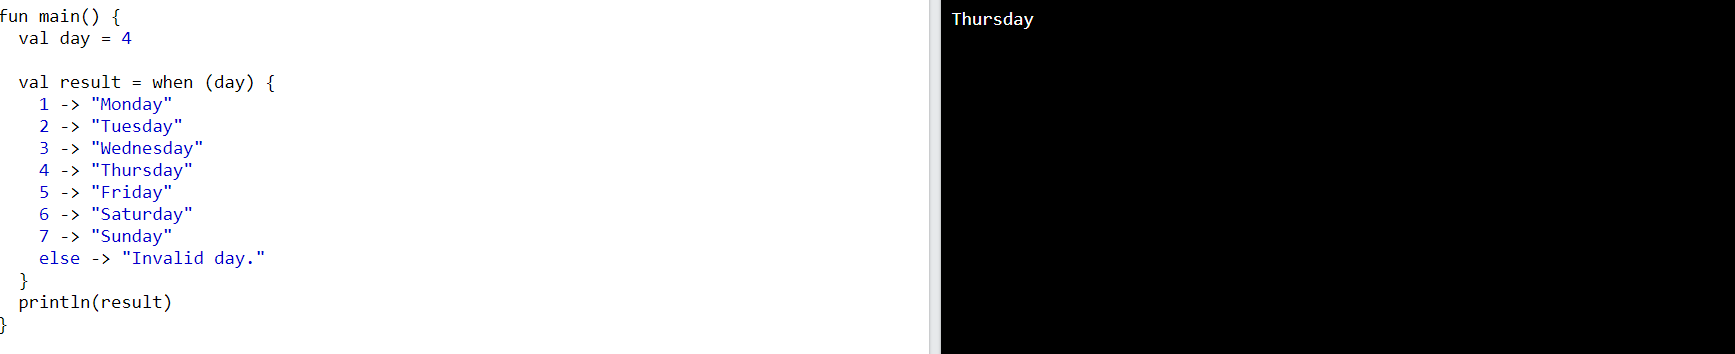 fun main() {
  val day = 4

  val result = when (day) {
    1 -> "Monday"
    2 -> "Tuesday"
    3 -> "Wednesday"
    4 -> "Thursday"
    5 -> "Friday"
    6 -> "Saturday"
    7 -> "Sunday"
    else -> "Invalid day."
  }
  println(result)
}
Thursday